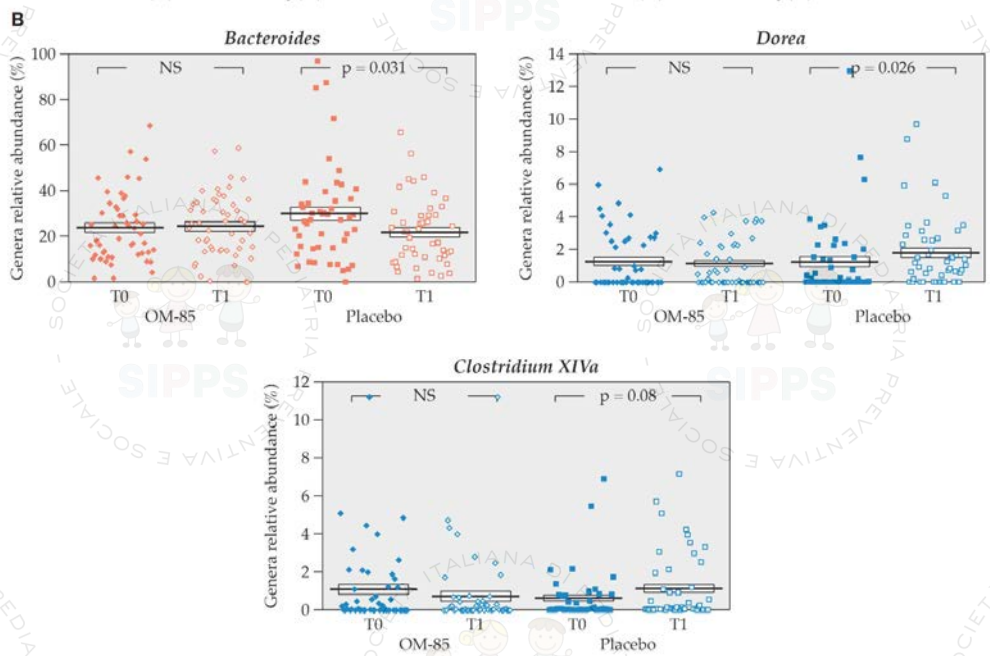 B
Bacteroides
Genera relative abundance (%)
100
80
60
40
20
0
NS
p = 0.031
T0
T1
T0
T1
OM-85
Placebo
Dorea
Genera relative abundance (%)
14
12
10
8
6
4
2
0
NS
p = 0.026
T0
T1
T0
T1
OM-85
Placebo
Clostridium XIVa
Genera relative abundance (%)
12
10
8
6
4
2
0
NS
p = 0.08
T0
T1
T0
T1
OM-85
Placebo
SIPPS
SIPPS
SIPPS